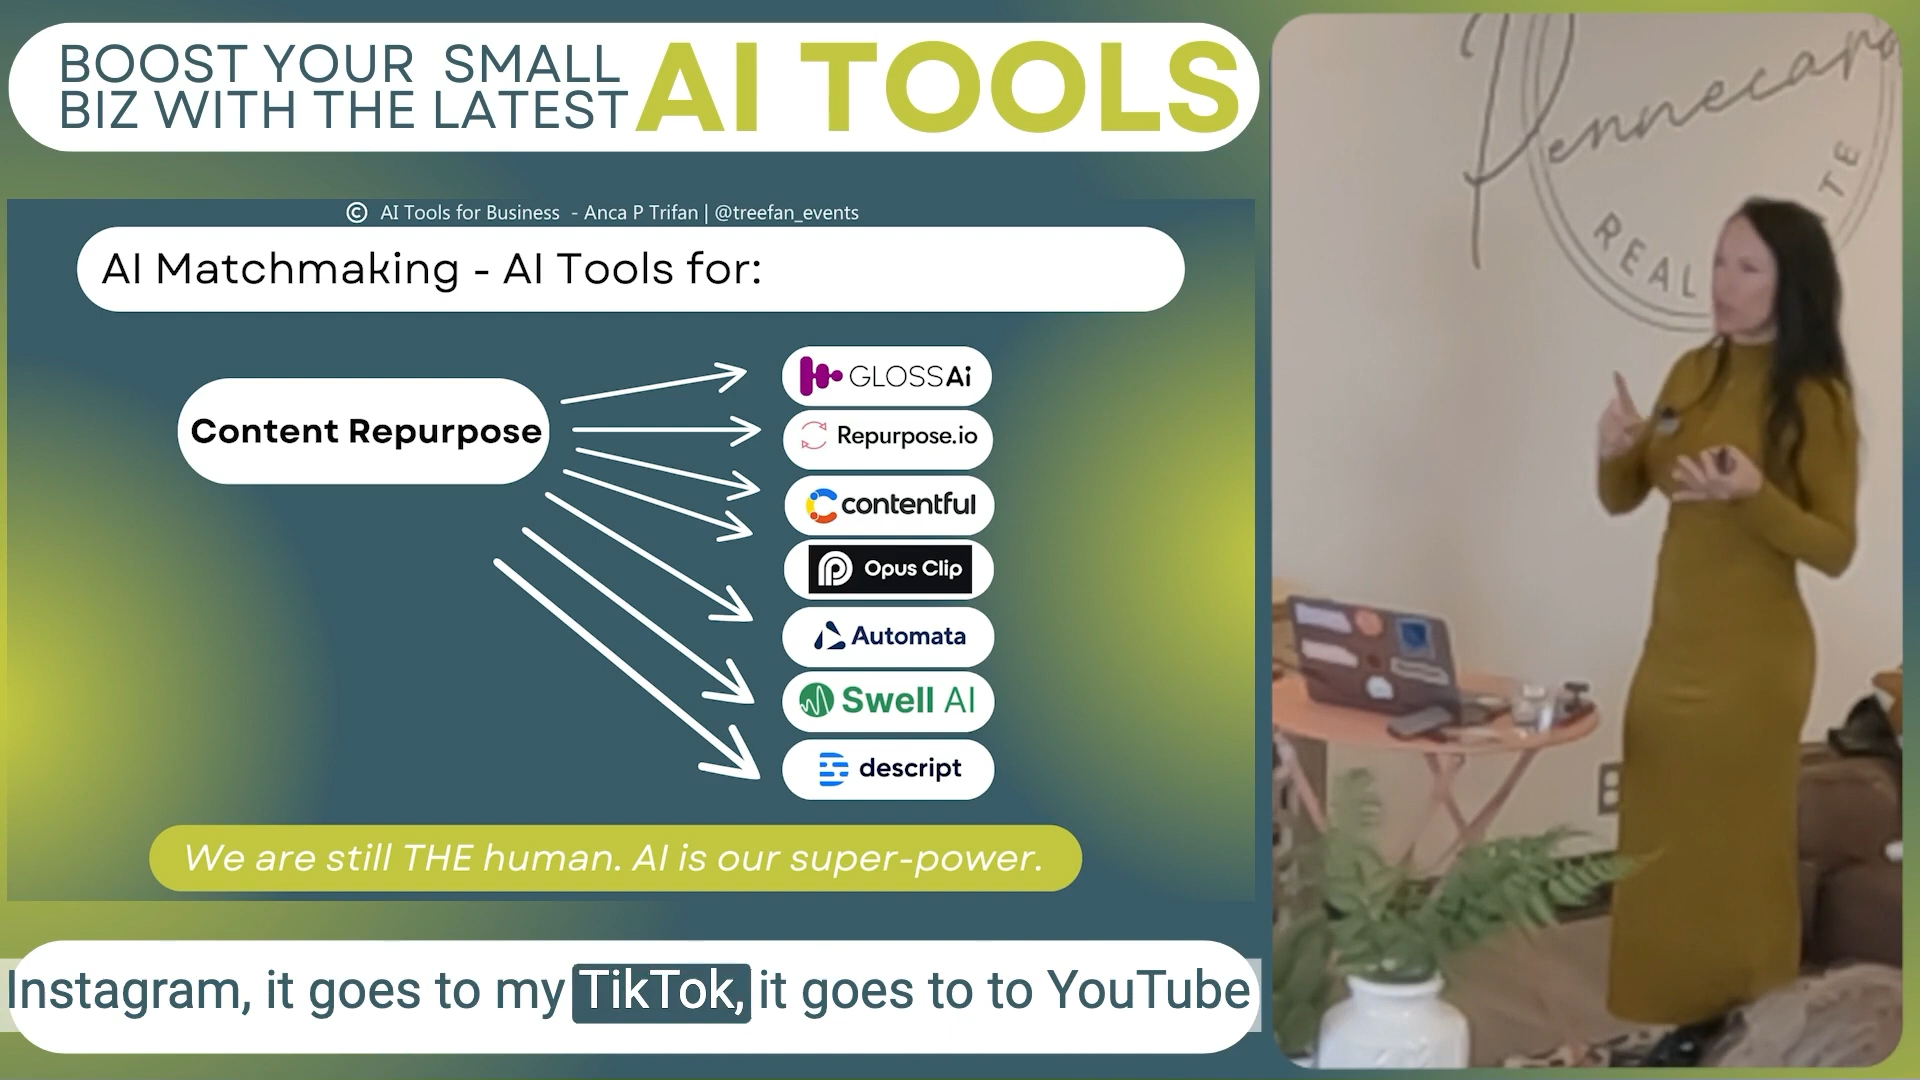 BOOST YOUR SMALL
BIZ WITH THE LATEST
AI TOOLS
© AI Tools for Business - Anca P Trifan | @treefan_events
AI Matchmaking - AI Tools for:
Content Repurpose
GLOSSAi
Repurpose.io
contentful
Opus Clip
Automata
Swell AI
descript
We are still THE human. AI is our super-power.
Instagram, it goes to my TikTok, it goes to to YouTube
Pennecard
REAL
TE